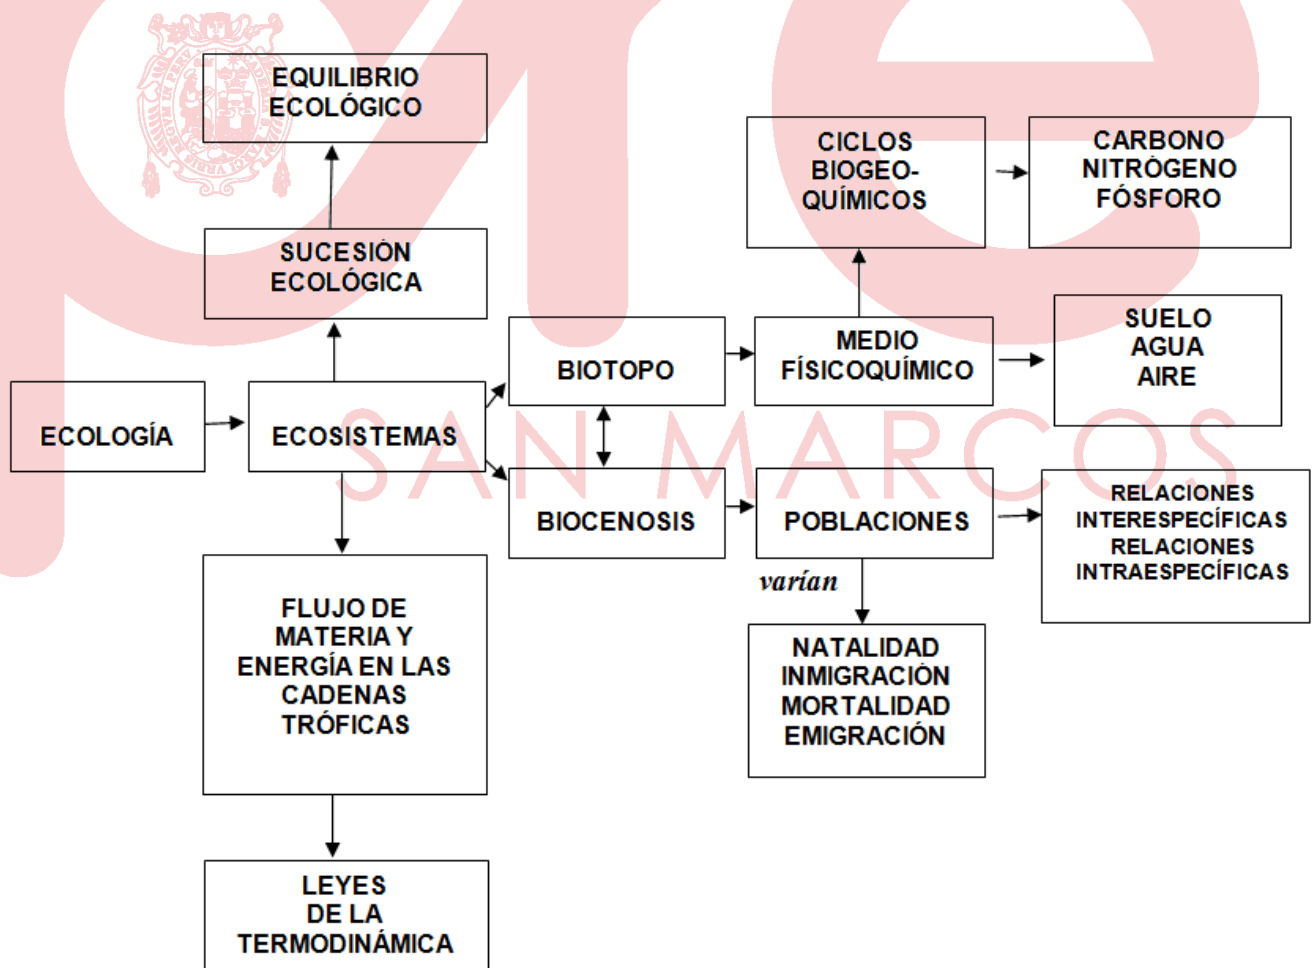 EQUILIBRIO
ECOLÓGICO
CICLOS
BIOGEO-
QUÍMICOS
CARBONO
NITRÓGENO
FÓSFORO
SUCESIÓN
ECOLÓGICA
BIOTOPO
MEDIO
FÍSICOQUÍMICO
SUELO
AGUA
AIRE
ECOLOGÍA
ECOSISTEMAS
SAN MARCOS
BIOCENOSIS
POBLACIONES
RELACIONES
INTERESPECÍFICAS
RELACIONES
INTRAESPECÍFICAS
varían
FLUJO DE
MATERIA Y
ENERGÍA EN LAS
CADENAS
TRÓFICAS
NATALIDAD
INMIGRACIÓN
MORTALIDAD
EMIGRACIÓN
LEYES
DE LA
TERMODINÁMICA
pre